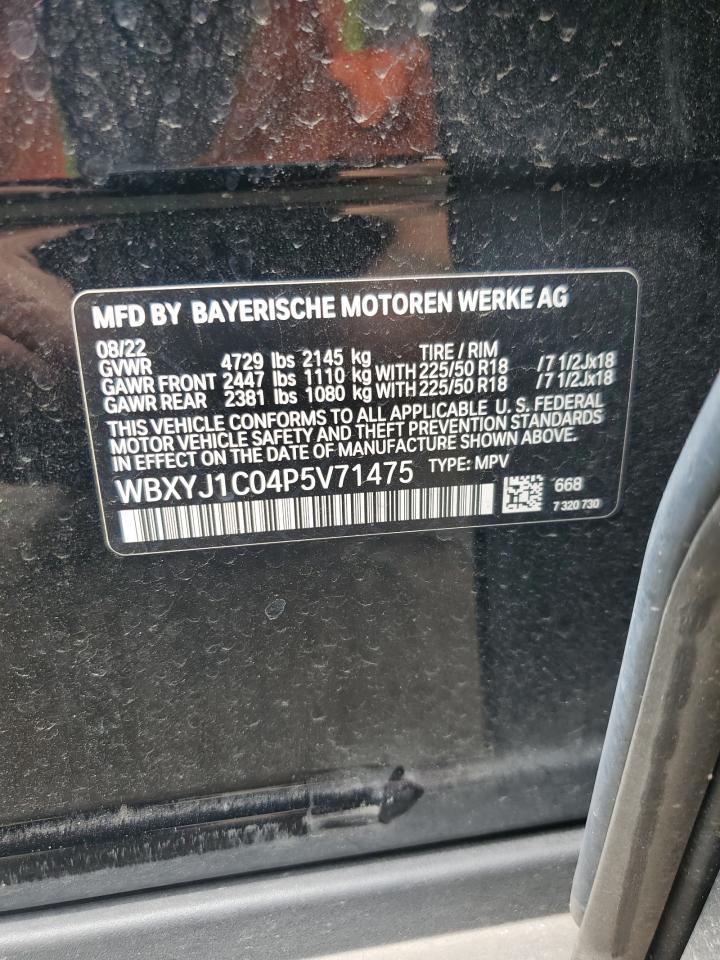 MFD BY BAYERISCHE MOTOREN WERKE AG
08/22 TIRE / RIM
GVWR 4729 lbs 2145 kg
GAWR FRONT 2447 lbs 1110 kg WITH 225/50 R18 /7 1/2Jx18
GAWR REAR 2381 lbs 1080 kg WITH 225/50 R18 /7 1/2Jx18
THIS VEHICLE CONFORMS TO ALL APPLICABLE U.S. FEDERAL
MOTOR VEHICLE SAFETY AND THEFT PREVENTION STANDARDS
IN EFFECT ON THE DATE OF MANUFACTURE SHOWN ABOVE.
WBXYJ1C04P5V71475 TYPE: MPV
668
7 320 730